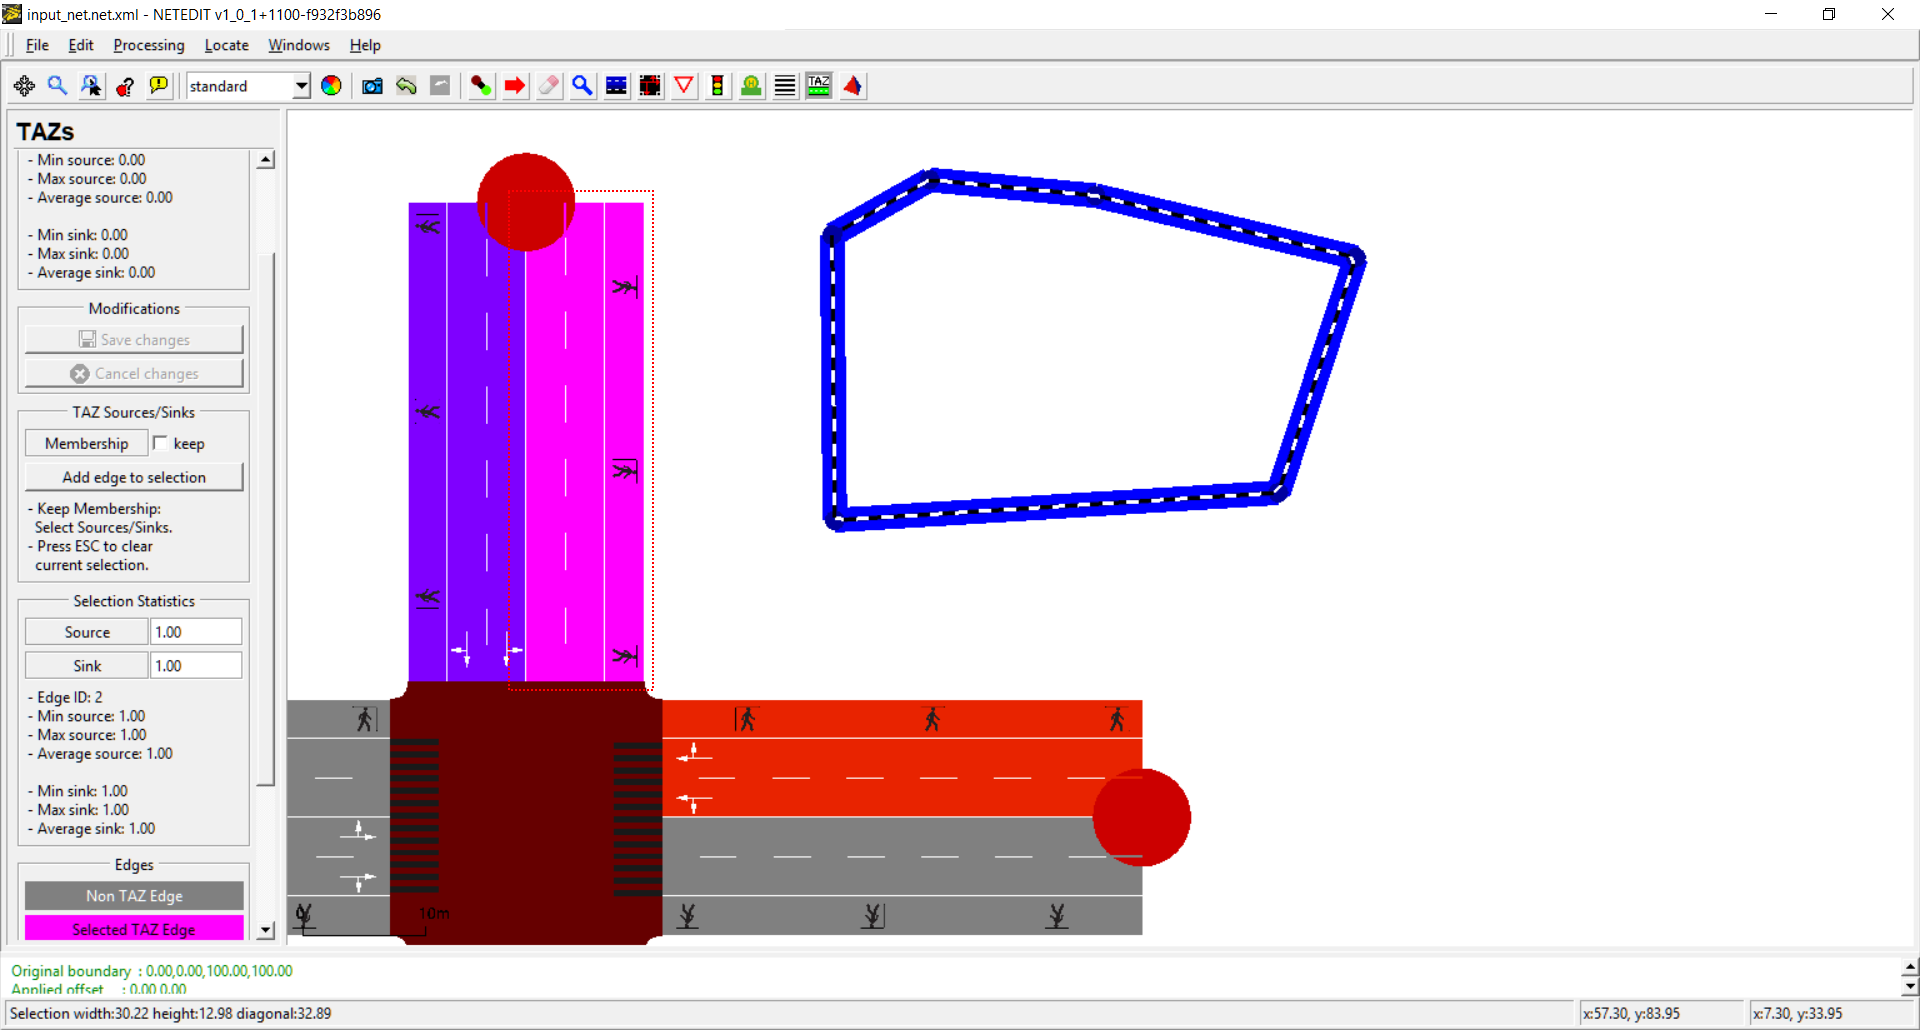 input_net.net.xml - NETEDIT v1_0_1+1100-f932f3b896
File Edit Processing Locate Windows Help
standard
TAZ
TAZs
- Min source: 0.00
- Max source: 0.00
- Average source: 0.00
- Min sink: 0.00
- Max sink: 0.00
- Average sink: 0.00
Modifications
Save changes
Cancel changes
TAZ Sources/Sinks
Membership keep
Add edge to selection
- Keep Membership:
Select Sources/Sinks.
- Press ESC to clear
current selection.
Selection Statistics
Source 1.00
Sink 1.00
- Edge ID: 2
- Min source: 1.00
- Max source: 1.00
- Average source: 1.00
- Min sink: 1.00
- Max sink: 1.00
- Average sink: 1.00
Edges
Non TAZ Edge
Selected TAZ Edge
0 10m
Original boundary : 0.00,0.00,100.00,100.00
Applied offset : 0.00 0.00
Selection width:30.22 height:12.98 diagonal:32.89
x:57.30, y:83.95
x:7.30, y:33.95